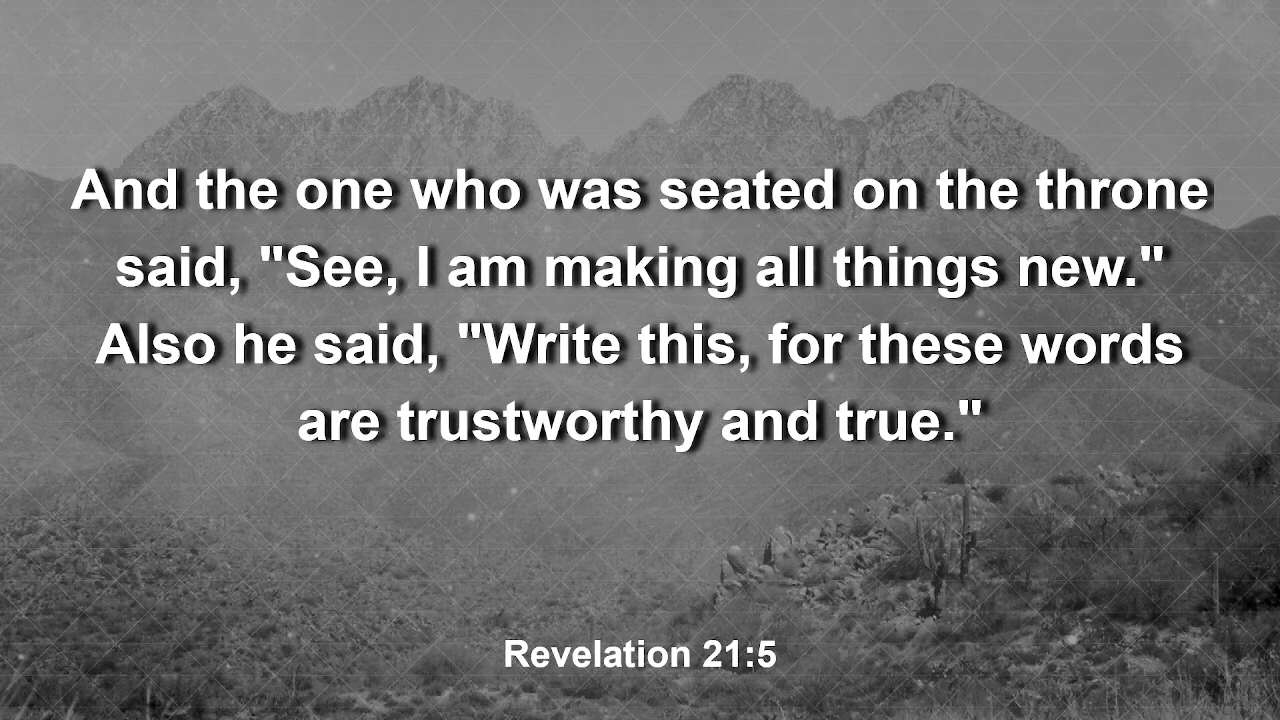 And the one who was seated on the throne
said, "See, I am making all things new."
Also he said, "Write this, for these words
are trustworthy and true."
Revelation 21:5